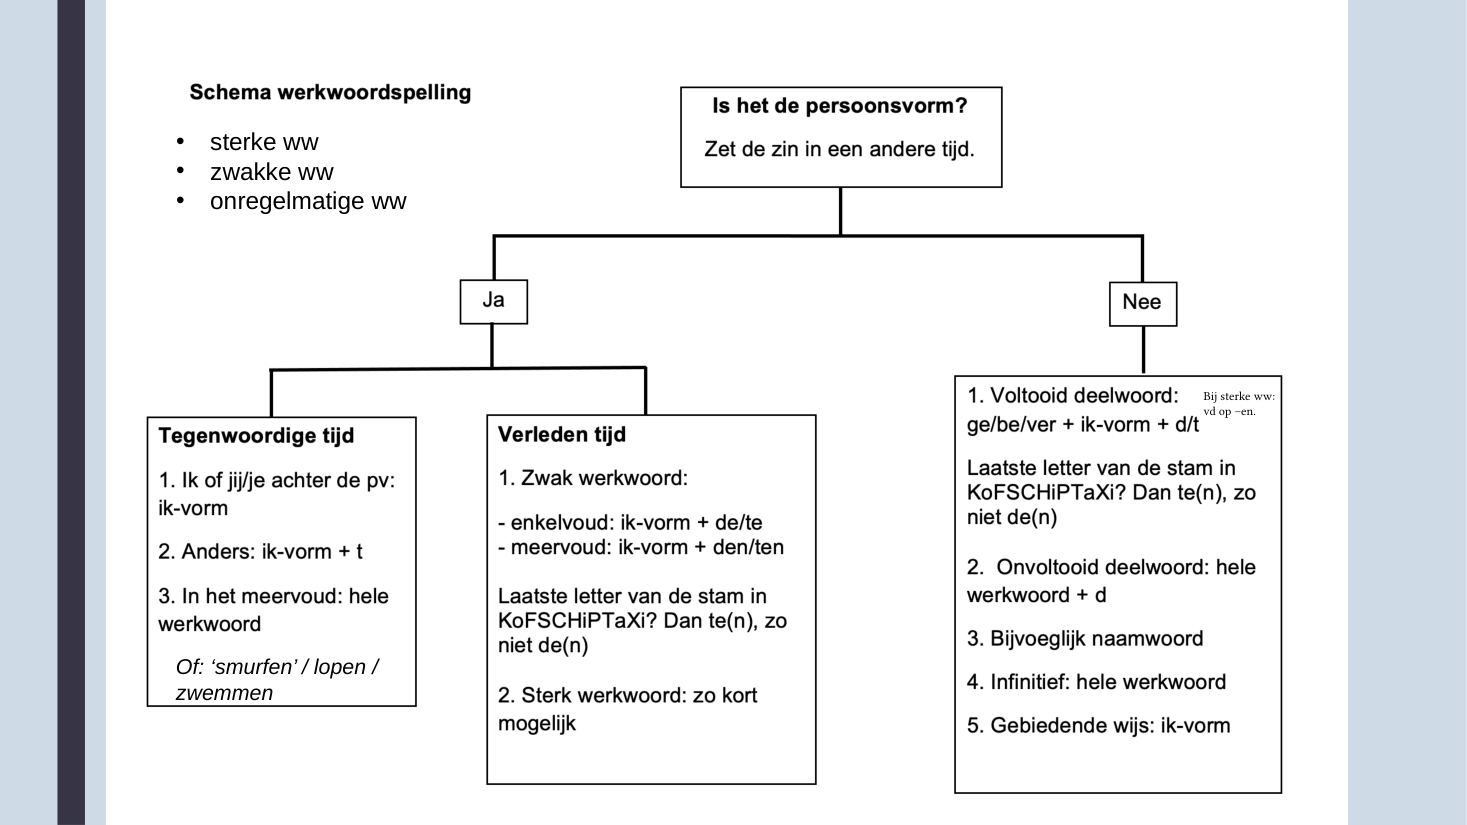 Schema werkwoordspelling
• sterke ww
• zwakke ww
• onregelmatige ww
Is het de persoonsvorm?
Zet de zin in een andere tijd.
Ja
Nee
Tegenwoordige tijd
1. Ik of jij/je achter de pv:
ik-vorm
2. Anders: ik-vorm + t
3. In het meervoud: hele
werkwoord
Of: ‘smurfen’ / lopen /
zwemmen
Verleden tijd
1. Zwak werkwoord:
- enkelvoud: ik-vorm + de/te
- meervoud: ik-vorm + den/ten
Laatste letter van de stam in
KoFSCHiPTaXi? Dan te(n), zo
niet de(n)
2. Sterk werkwoord: zo kort
mogelijk
1. Voltooid deelwoord:
ge/be/ver + ik-vorm + d/t
Bij sterke ww:
vd op –en.
Laatste letter van de stam in
KoFSCHiPTaXi? Dan te(n), zo
niet de(n)
2. Onvoltooid deelwoord: hele
werkwoord + d
3. Bijvoeglijk naamwoord
4. Infinitief: hele werkwoord
5. Gebiedende wijs: ik-vorm